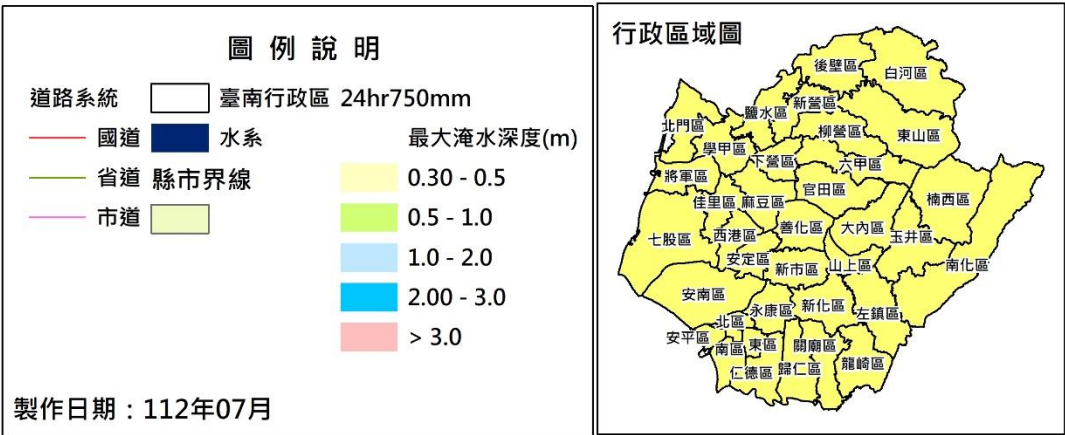 圖例說明
道路系統 臺南行政區 24hr750mm
國道 水系 最大淹水深度(m)
省道 縣市界線 0.30 - 0.5
市道 0.5 - 1.0
1.0 - 2.0
2.00 - 3.0
> 3.0
製作日期：112年07月
行政區域圖
後壁區 白河區
新營區
鹽水區
北門區 柳營區 東山區
學甲區 下營區 六甲區
將軍區 官田區 楠西區
佳里區 麻豆區
七股區 西港區 善化區 大內區 玉井區
安定區 新市區 山上區 南化區
安南區
永康區 新化區 左鎮區
北區
安平區 南區 東區 關廟區
仁德區 歸仁區 龍崎區